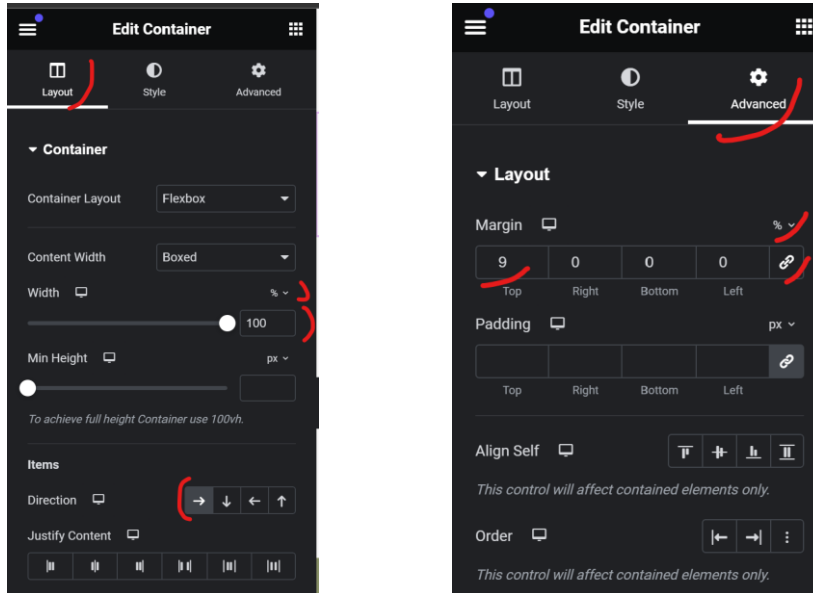 Edit Container
Layout Style Advanced
Container
Container Layout Flexbox
Content Width Boxed
Width %
100
Min Height px
To achieve full height Container use 100vh.
Items
Direction
Justify Content
Edit Container
Layout Style Advanced
Layout
Margin %
9 0 0 0
Top Right Bottom Left
Padding px
Top Right Bottom Left
Align Self
This control will affect contained elements only.
Order
This control will affect contained elements only.